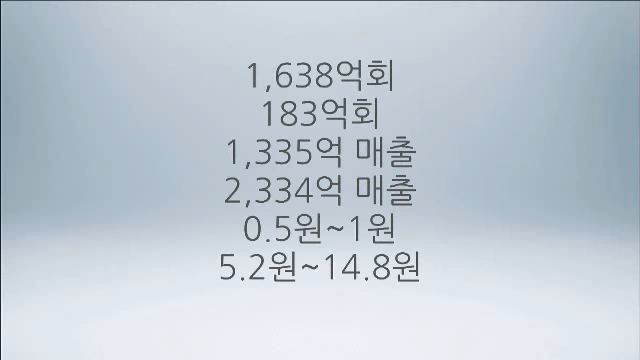 1,638억회
183억회
1,335억 매출
2,334억 매출
0.5원~1원
5.2원~14.8원